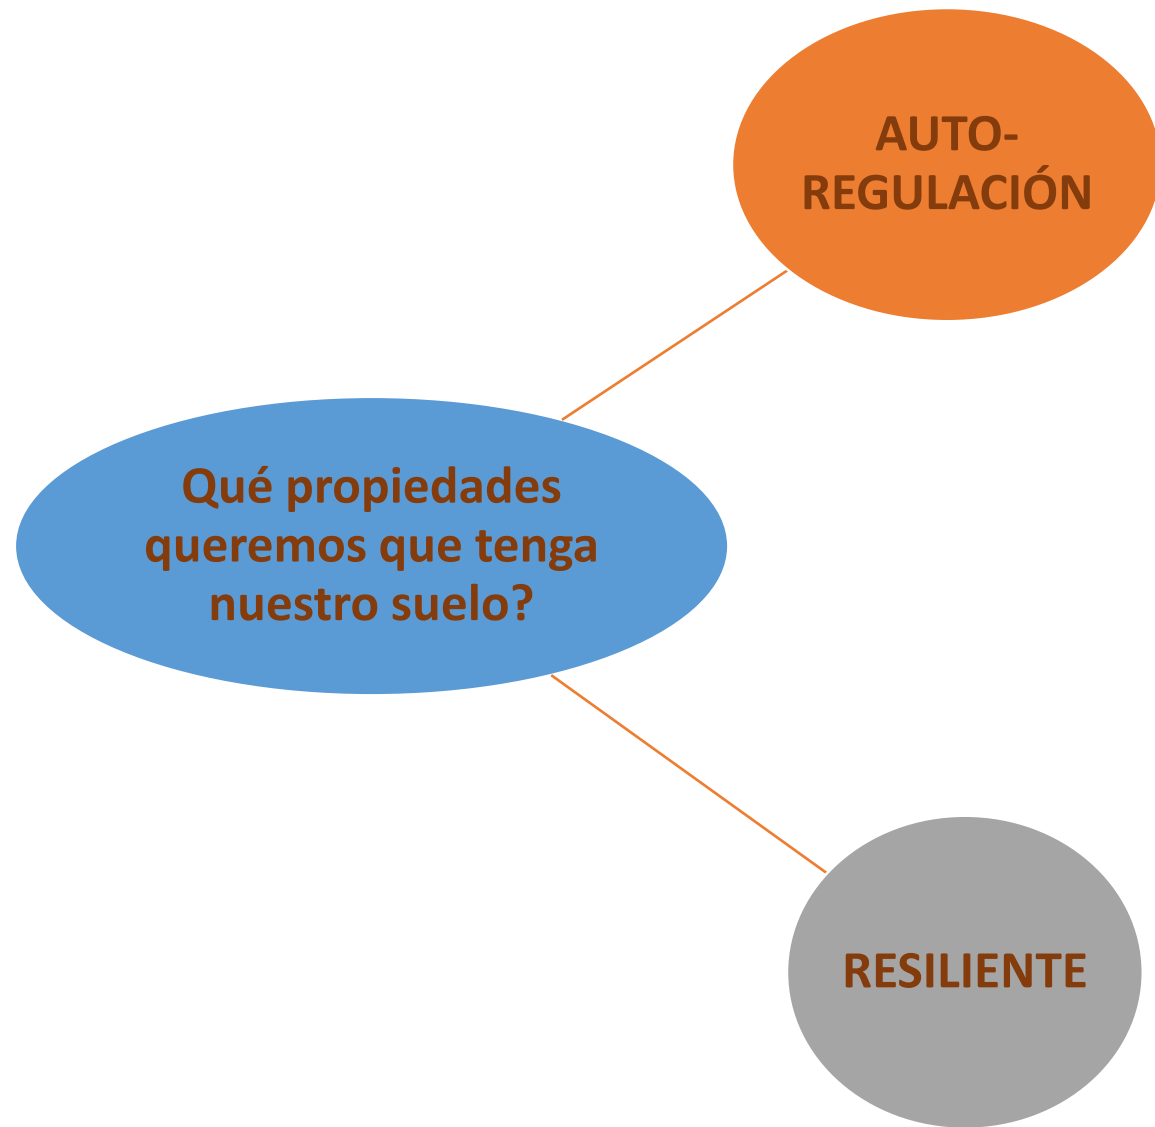 AUTO-
REGULACIÓN
Qué propiedades
queremos que tenga
nuestro suelo?
RESILIENTE